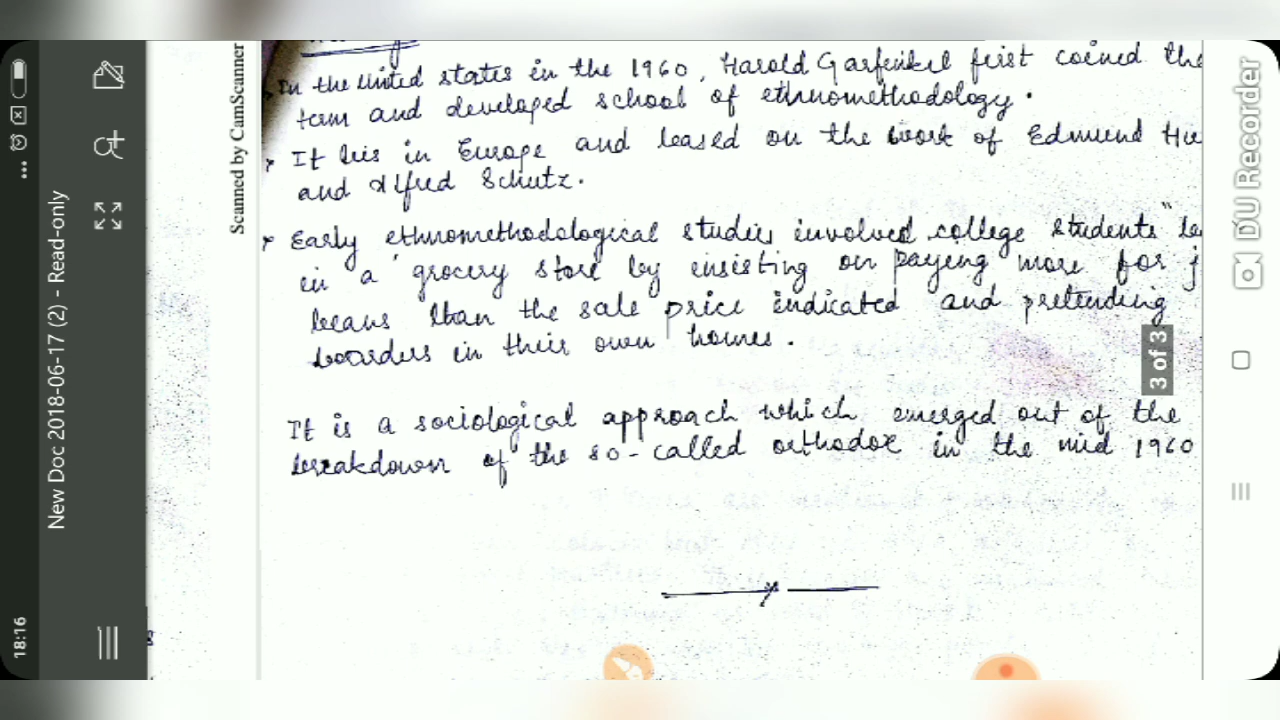 In the United states in the 1960, Harold Garfinkel first coined the
term and developed school of ethnomethodology.
It lies in Europe and based on the work of Edmund Hu
and Alfred Schutz.
Early ethnomethodological studies involved college students "ba
in a grocery store by insisting on paying more for j
beans than the sale price indicated and pretending
boarders in their own homes.
It is a sociological approach which emerged out of the
breakdown of the so-called orthodox in the mid 1960
Scanned by CamScanner
New Doc 2018-06-17 (2) - Read-only
18:16
3 of 3
DU Recorder